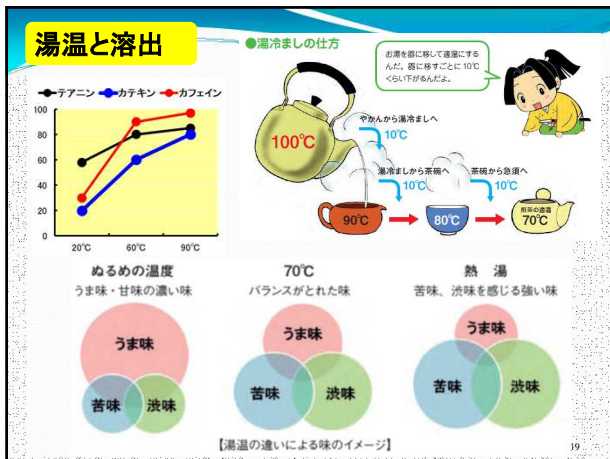 湯温と溶出
●湯冷ましの仕方
お湯を器に移して適温にする
んだ。器に移すごとに10℃
くらい下がるんだよ。
テアニン カテキン カフェイン
100
80
60
40
20
0
20℃ 60℃ 90℃
100℃
やかんから湯冷ましへ
10℃
湯冷ましから茶碗へ
10℃
茶碗から急須へ
10℃
90℃
80℃
煎茶の適温
70℃
ぬるめの温度
うま味・甘味の濃い味
うま味
苦味 渋味
70℃
バランスがとれた味
うま味
苦味 渋味
熱 湯
苦味、渋味を感じる強い味
うま味
苦味 渋味
【湯温の違いによる味のイメージ】
19